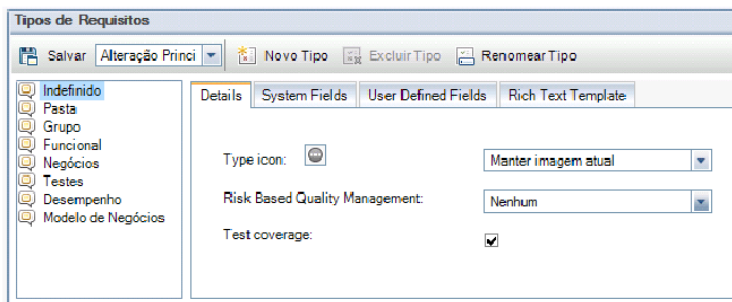 Tipos de Requisitos
Salvar Alteração Princi Novo Tipo Excluir Tipo Renomear Tipo
Indefinido
Pasta
Grupo
Funcional
Negócios
Testes
Desempenho
Modelo de Negócios
Details System Fields User Defined Fields Rich Text Template
Type icon: Manter imagem atual
Risk Based Quality Management: Nenhum
Test coverage: